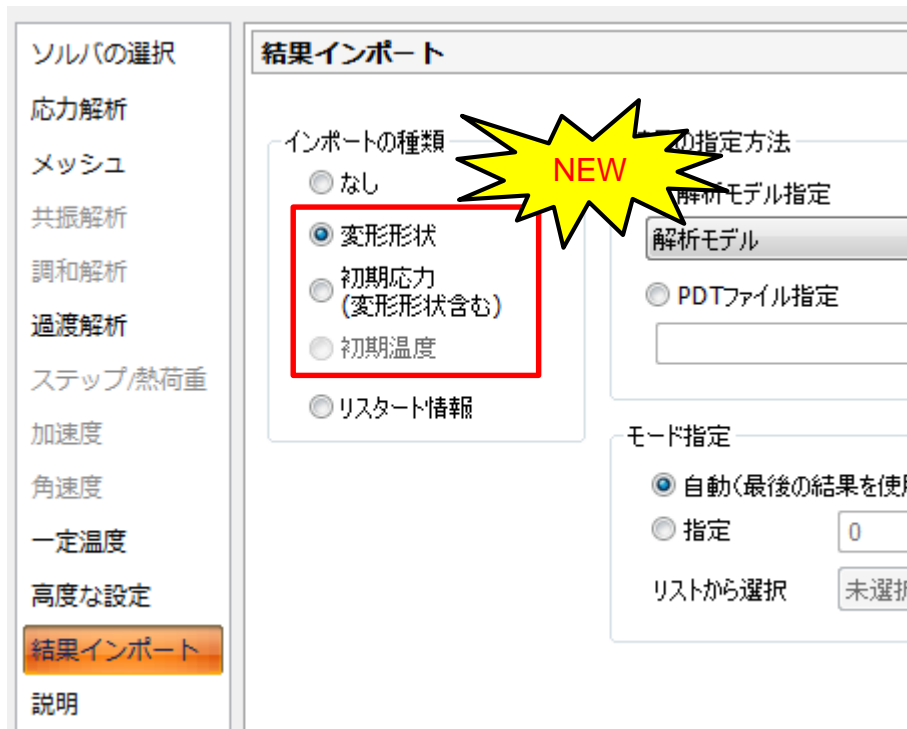 ソルバの選択
応力解析
メッシュ
共振解析
調和解析
過渡解析
ステップ/熱荷重
加速度
角速度
一定温度
高度な設定
結果インポート
説明
結果インポート
インポートの種類
なし
変形形状
初期応力
(変形形状含む)
初期温度
リスタート情報
NEW
の指定方法
解析モデル指定
解析モデル
PDTファイル指定
モード指定
自動(最後の結果を使
指定
0
リストから選択
未選